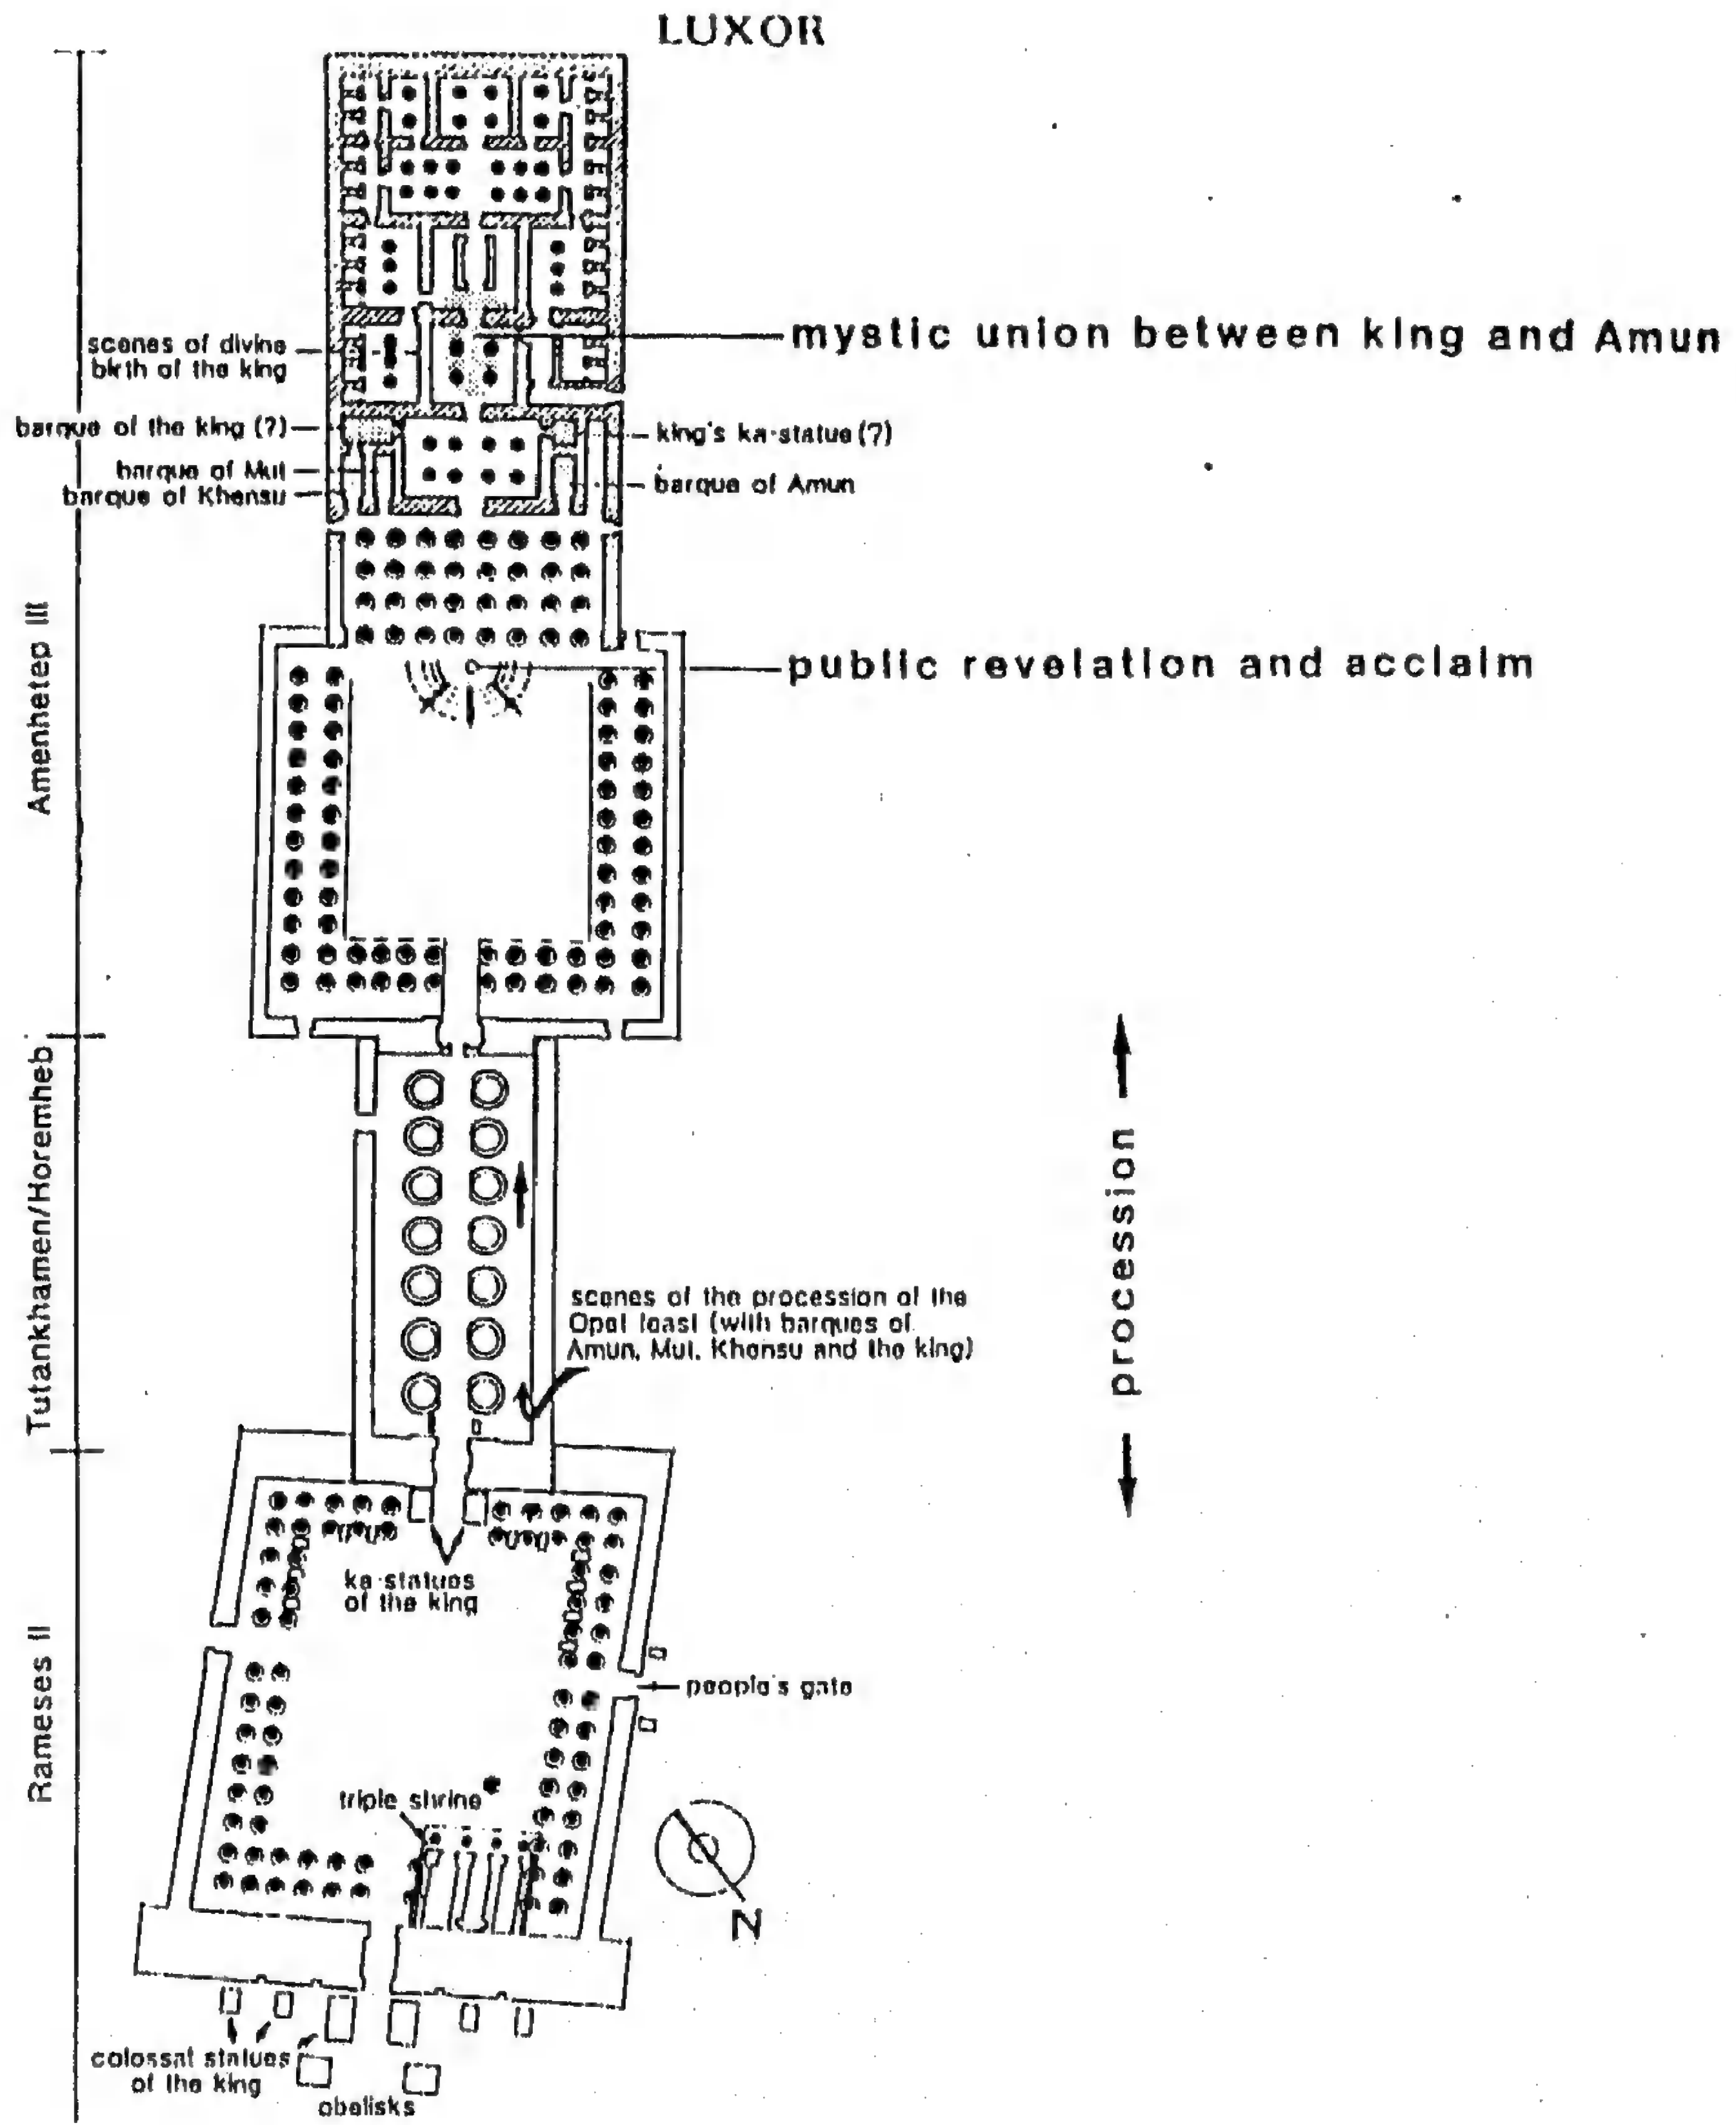 LUXOR
mystic union between king and Amun
scenes of divine
birth of the king
barque of the king (?)
king's ka-statue (?)
barque of Mut
barque of Khensu
barque of Amun
Amenhetep III
public revelation and acclaim
Tutankhamen/Horemheb
procession
scenes of the procession of the
Opet feast (with barques of
Amun, Mut, Khonsu and the king)
ka-statues
of the king
Rameses II
people's gate
triple shrine
N
colossal statues
of the king
obelisks